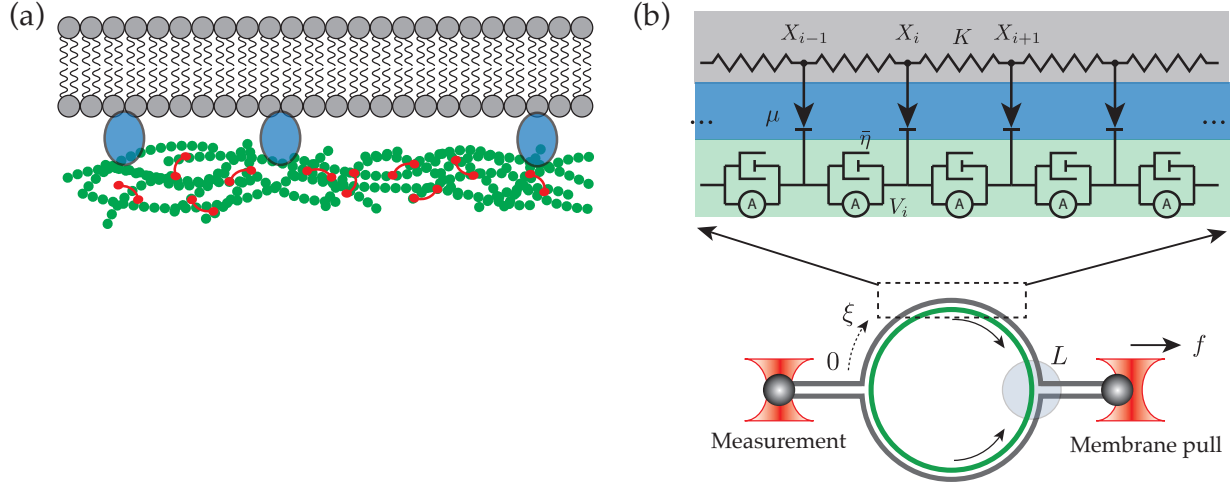 (a)
(b)
X_{i-1} X_i K X_{i+1}
... μ ...
η̄
A A A A A
V_i
ξ
0 L f
Measurement Membrane pull